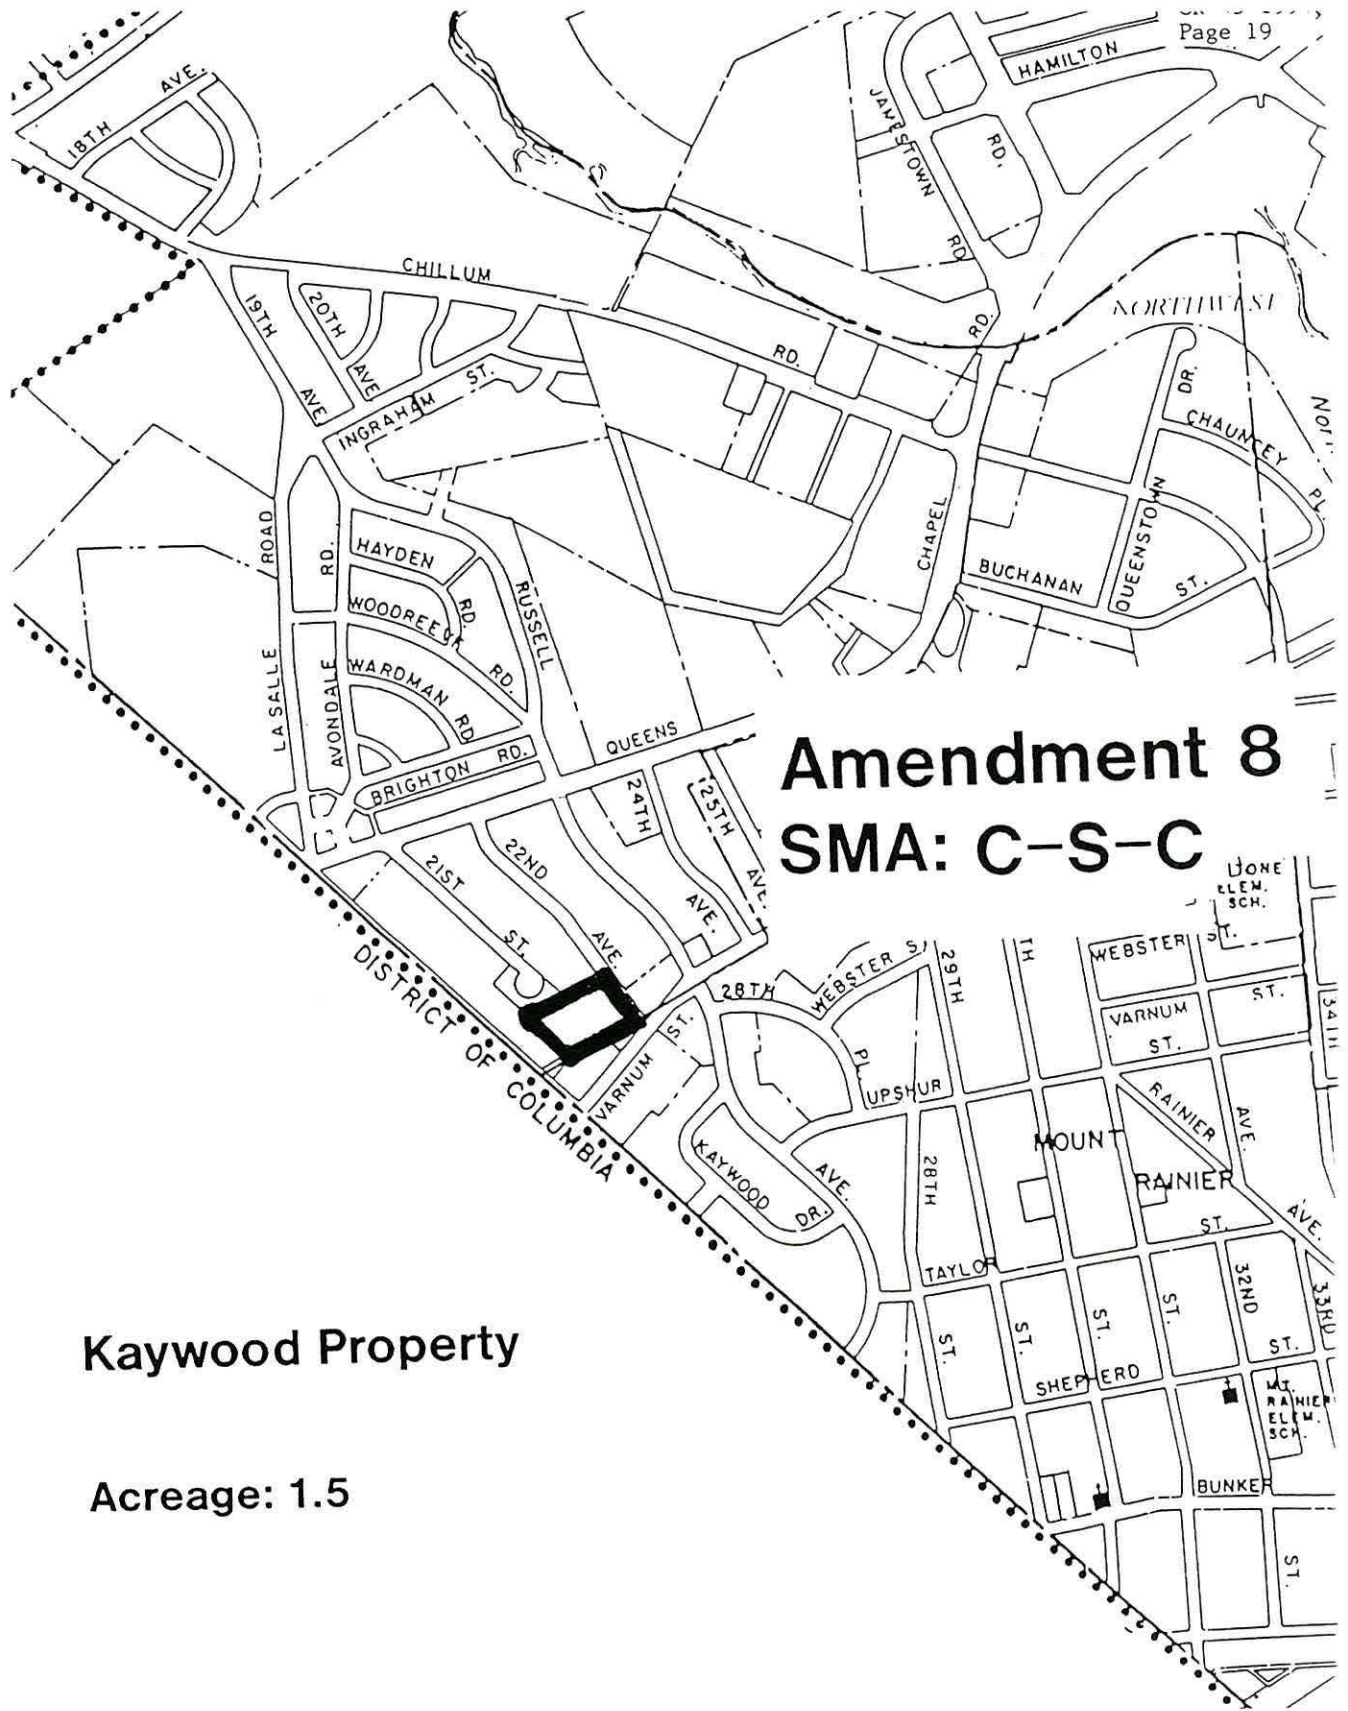 Page 19
HAMILTON
18TH AVE.
JAMESTOWN
RD.
RD.
CHILLUM
NORTHWEST
19TH
20TH
RD.
RD.
AVE
AVE.
INGRAHAM ST.
DR.
CHAUNCEY
PL.
ROAD
RD.
HAYDEN
RUSSELL
CHAPEL
BUCHANAN
QUEENSTOWN
ST.
WOODREEVE
RD.
RD.
LA SALLE
AVONDALE
WARDMAN
RD.
BRIGHTON RD.
QUEENS
Amendment 8
SMA: C-S-C
24TH
25TH
21ST
22ND
AVE.
AVE.
ELEM.
SCH.
ST.
AVE.
ST.
DISTRICT OF COLUMBIA
28TH
WEBSTER S
29TH
TH
WEBSTER
VARNUM
ST.
ST.
34TH
VARNUM ST.
PL.
UPSHUR
RAINIER
AVE.
MOUNT
RAINIER
KAYWOOD
DR.
AVE.
28TH
ST.
AVE.
TAYLOR
32ND
33RD
Kaywood Property
ST.
ST.
ST.
ST.
ST.
SHEPHERD
MT.
RAINIER
ELEM.
SCH.
Acreage: 1.5
BUNKER
ST.